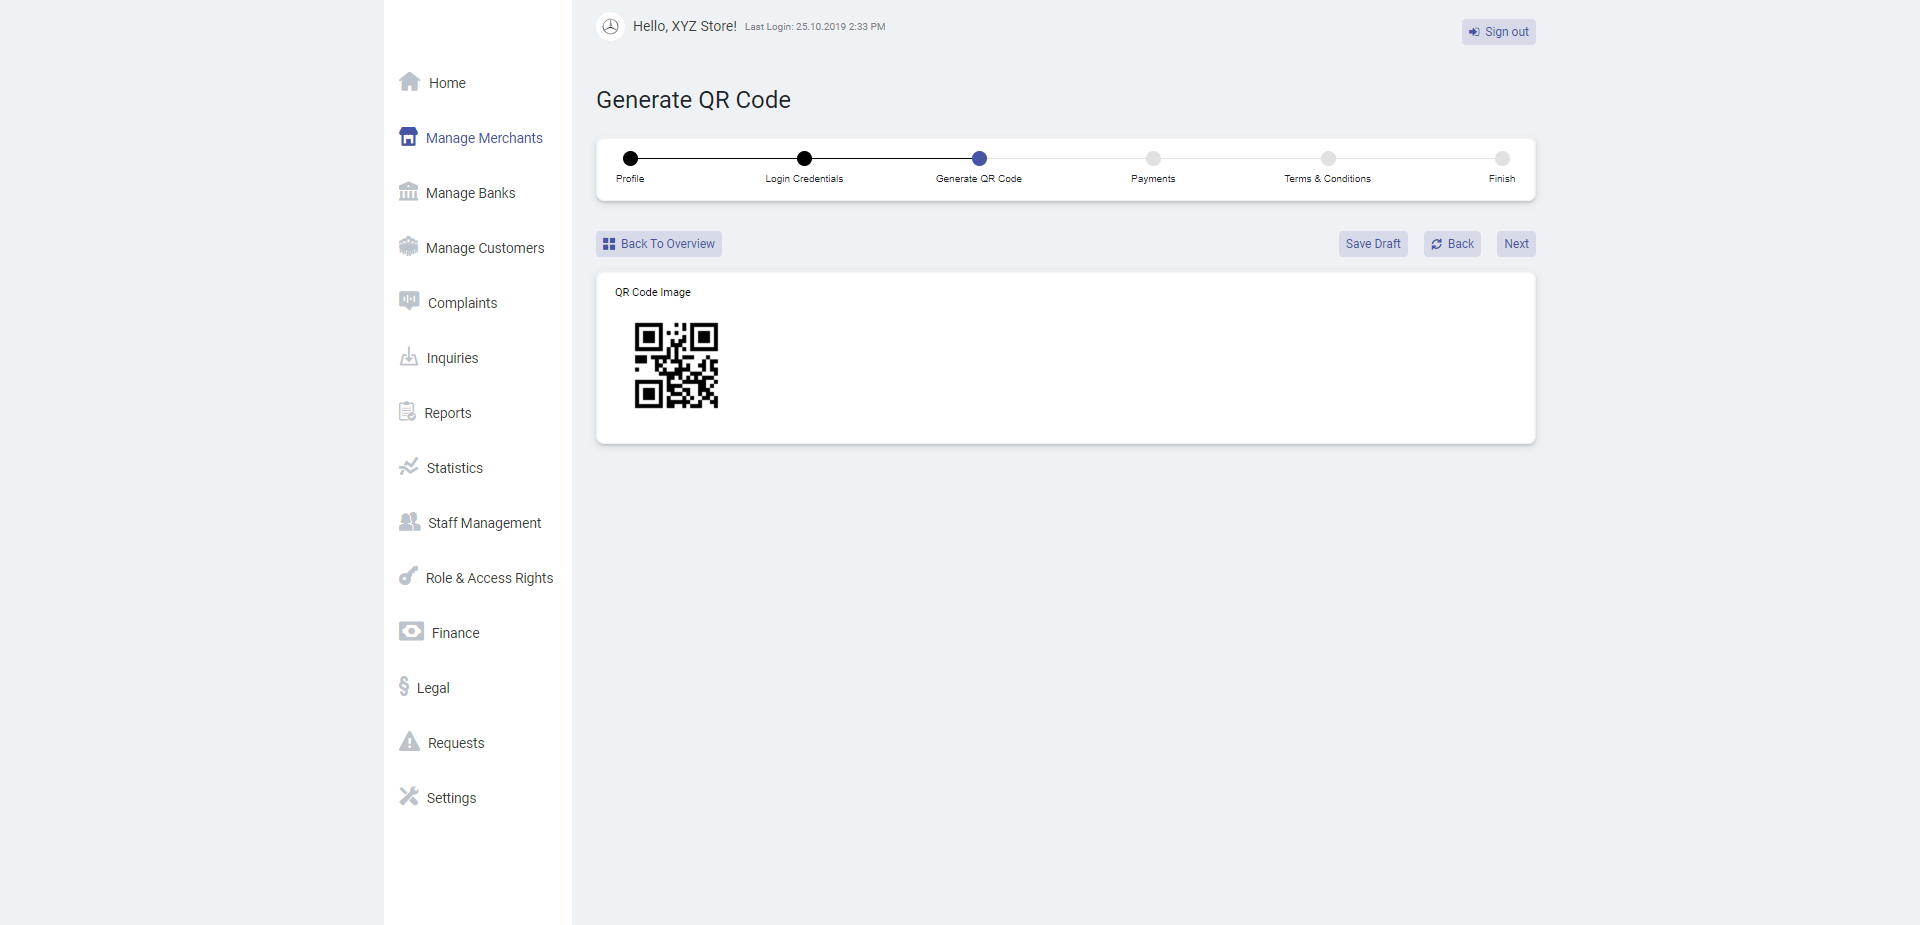 Hello, XYZ Store! Last Login: 25.10.2019 2:33 PM
Sign out
Home
Manage Merchants
Manage Banks
Manage Customers
Complaints
Inquiries
Reports
Statistics
Staff Management
Role & Access Rights
Finance
§ Legal
Requests
Settings
Generate QR Code
Profile
Login Credentials
Generate QR Code
Payments
Terms & Conditions
Finish
Back To Overview
Save Draft
Back
Next
QR Code Image